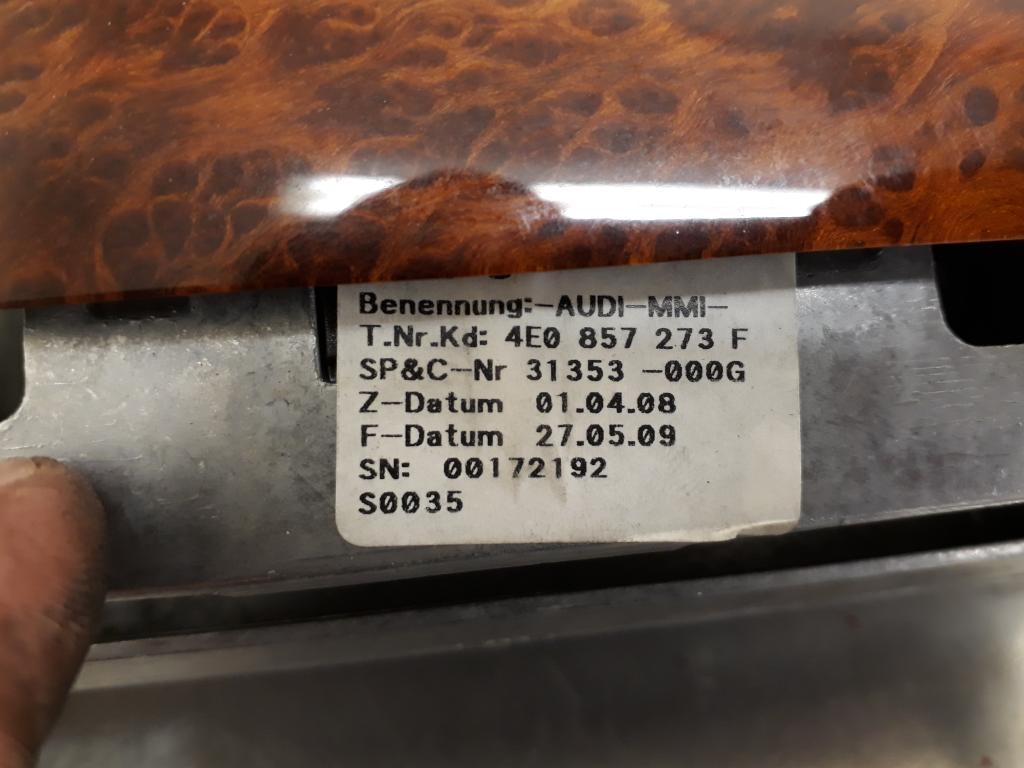 Benennung:-AUDI-MMI-
T.Nr.Kd: 4E0 857 273 F
SP&C-Nr 31353 -000G
Z-Datum 01.04.08
F-Datum 27.05.09
SN: 00172192
S0035